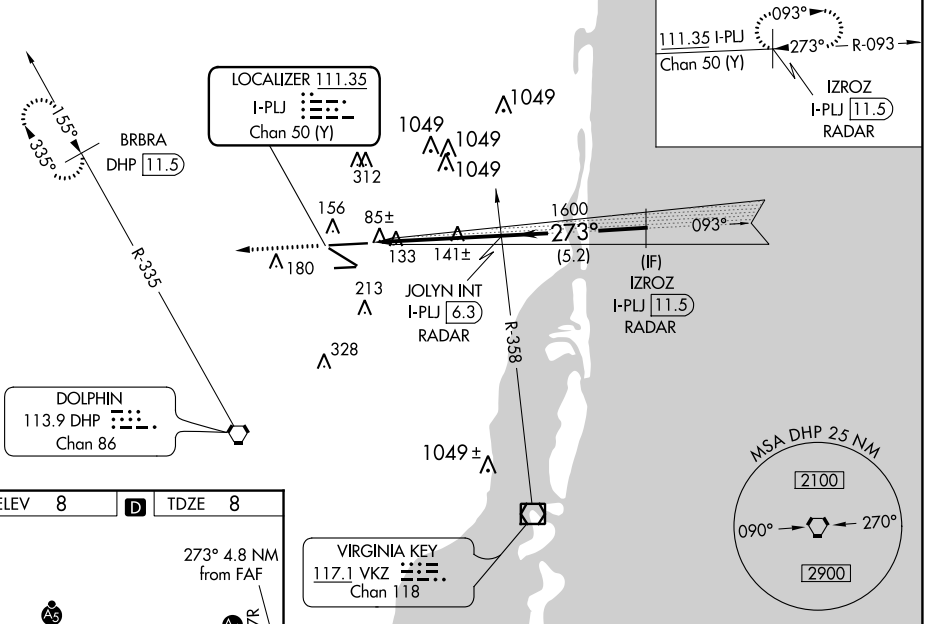 093°
111.35 I-PLJ
273°
R-093
Chan 50 (Y)
IZROZ
I-PLJ 11.5
RADAR
LOCALIZER 111.35
I-PLJ
Chan 50 (Y)
155°
335°
BRBRA
DHP 11.5
R-335
1049
1049
1049
1049
312
156
85±
133
141±
180
213
328
1600
273°
093°
(5.2)
(IF)
IZROZ
I-PLJ 11.5
RADAR
JOLYN INT
I-PLJ 6.3
RADAR
R-358
DOLPHIN
113.9 DHP
Chan 86
1049±
MSA DHP 25 NM
2100
090°
270°
2900
ELEV 8
D
TDZE 8
273° 4.8 NM
from FAF
A5
VIRGINIA KEY
117.1 VKZ
Chan 118